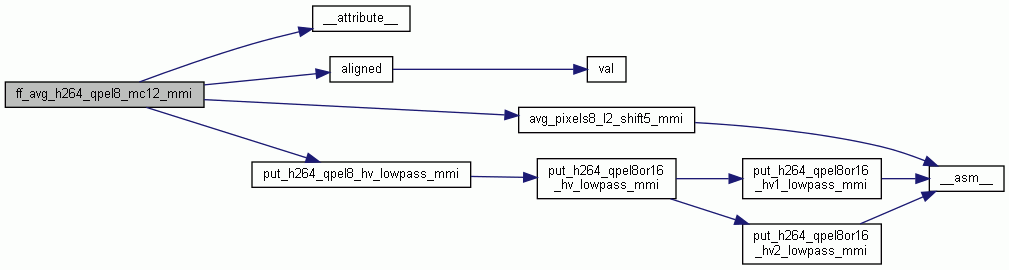 __attribute__
aligned
val
ff_avg_h264_qpel8_mc12_mmi
avg_pixels8_l2_shift5_mmi
put_h264_qpel8_hv_lowpass_mmi
put_h264_qpel8or16
_hv_lowpass_mmi
put_h264_qpel8or16
_hv1_lowpass_mmi
__asm__
put_h264_qpel8or16
_hv2_lowpass_mmi